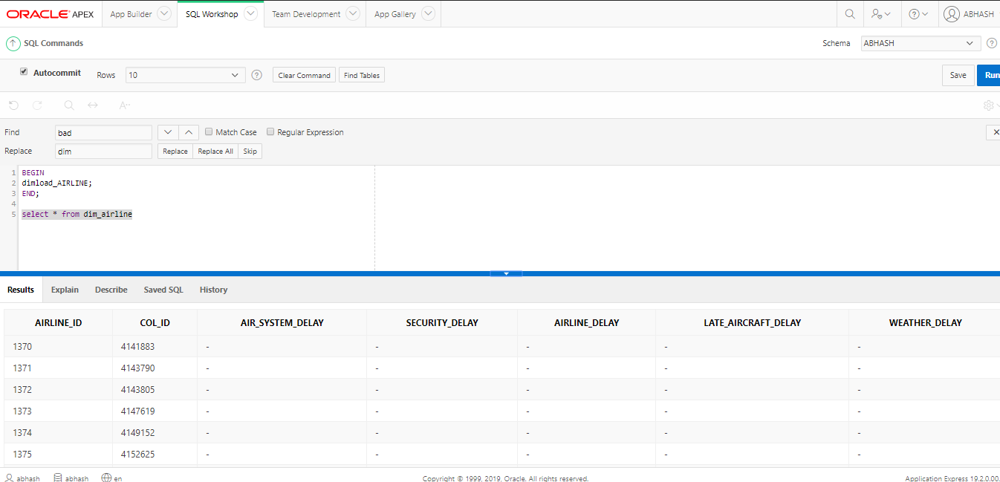 ORACLE APEX App Builder SQL Workshop Team Development App Gallery ? ABHASH
SQL Commands Schema ABHASH ?
Autocommit Rows 10 ? Clear Command Find Tables Save Run
A
Find bad Match Case Regular Expression
Replace dim Replace Replace All Skip
1 BEGIN
2 dimload_AIRLINE;
3 END;
4
5 select * from dim_airline
Results Explain Describe Saved SQL History
AIRLINE_ID COL_ID AIR_SYSTEM_DELAY SECURITY_DELAY AIRLINE_DELAY LATE_AIRCRAFT_DELAY WEATHER_DELAY
1370 4141883 - - - - -
1371 4143790 - - - - -
1372 4143805 - - - - -
1373 4147619 - - - - -
1374 4149152 - - - - -
1375 4152625 - - - - -
abhash abhash en Copyright © 1999, 2019, Oracle. All rights reserved. Application Express 19.2.0.00.